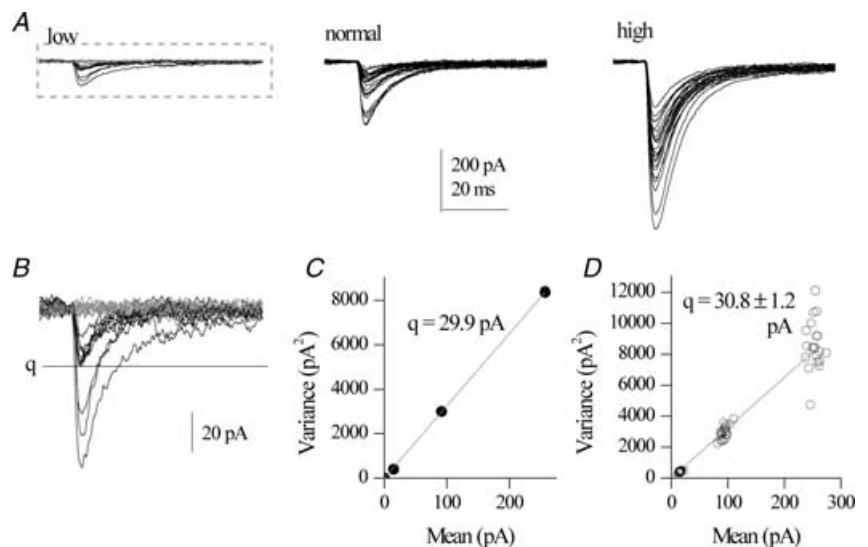 A
low
normal
high
200 pA
20 ms
B
q
20 pA
C
q = 29.9 pA
Variance (pA²)
8000
6000
4000
2000
0
0
100
200
Mean (pA)
D
q = 30.8 ± 1.2
pA
Variance (pA²)
12000
10000
8000
6000
4000
2000
0
0
100
200
300
Mean (pA)